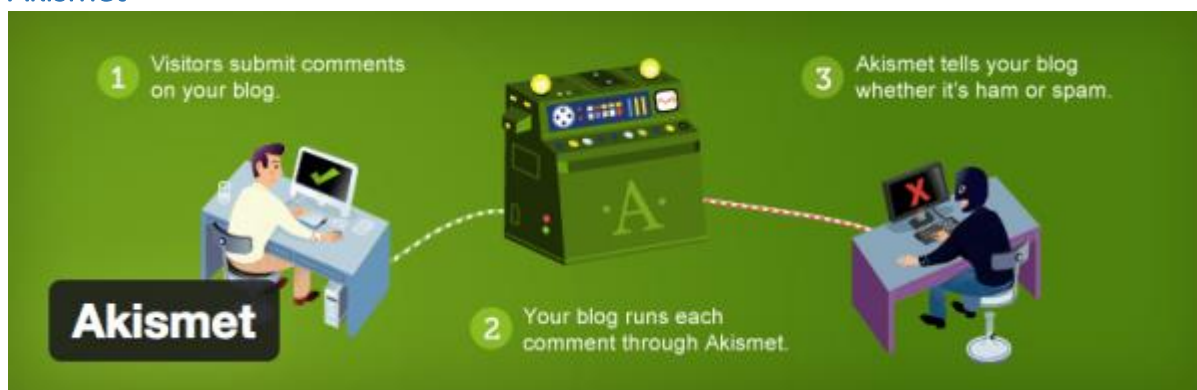 Akismet
1 Visitors submit comments
on your blog.
3 Akismet tells your blog
whether it's ham or spam.
·A·
Akismet
2 Your blog runs each
comment through Akismet.